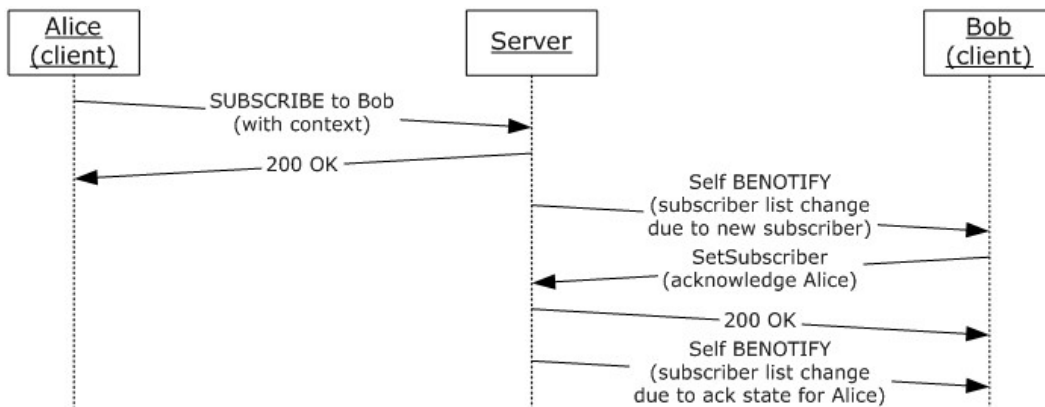 Alice
(client)
Server
Bob
(client)
SUBSCRIBE to Bob
(with context)
200 OK
Self BENOTIFY
(subscriber list change
due to new subscriber)
SetSubscriber
(acknowledge Alice)
200 OK
Self BENOTIFY
(subscriber list change
due to ack state for Alice)